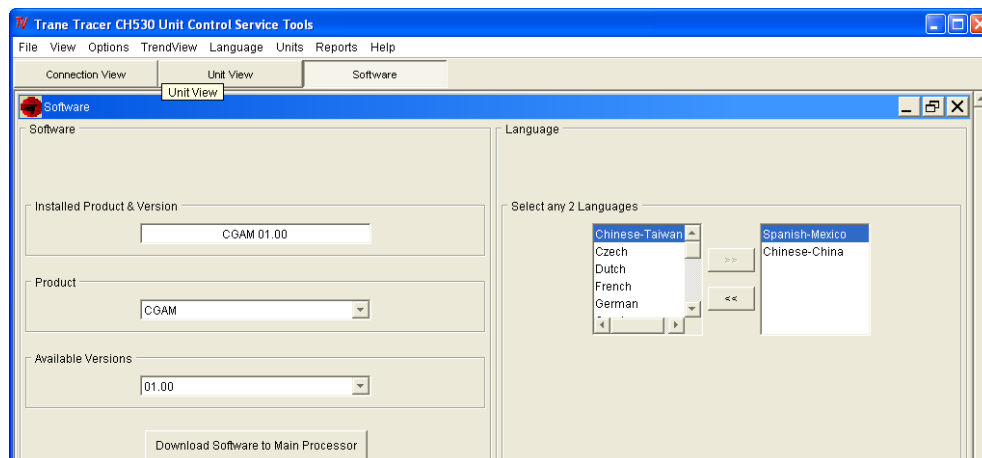 Trane Tracer CH530 Unit Control Service Tools
File View Options TrendView Language Units Reports Help
Connection View Unit View Software
Unit View
Software
Software
Installed Product & Version
CGAM 01.00
Product
CGAM
Available Versions
01.00
Download Software to Main Processor
Language
Select any 2 Languages
Chinese-Taiwan
Czech
Dutch
French
German
>>
<<
Spanish-Mexico
Chinese-China